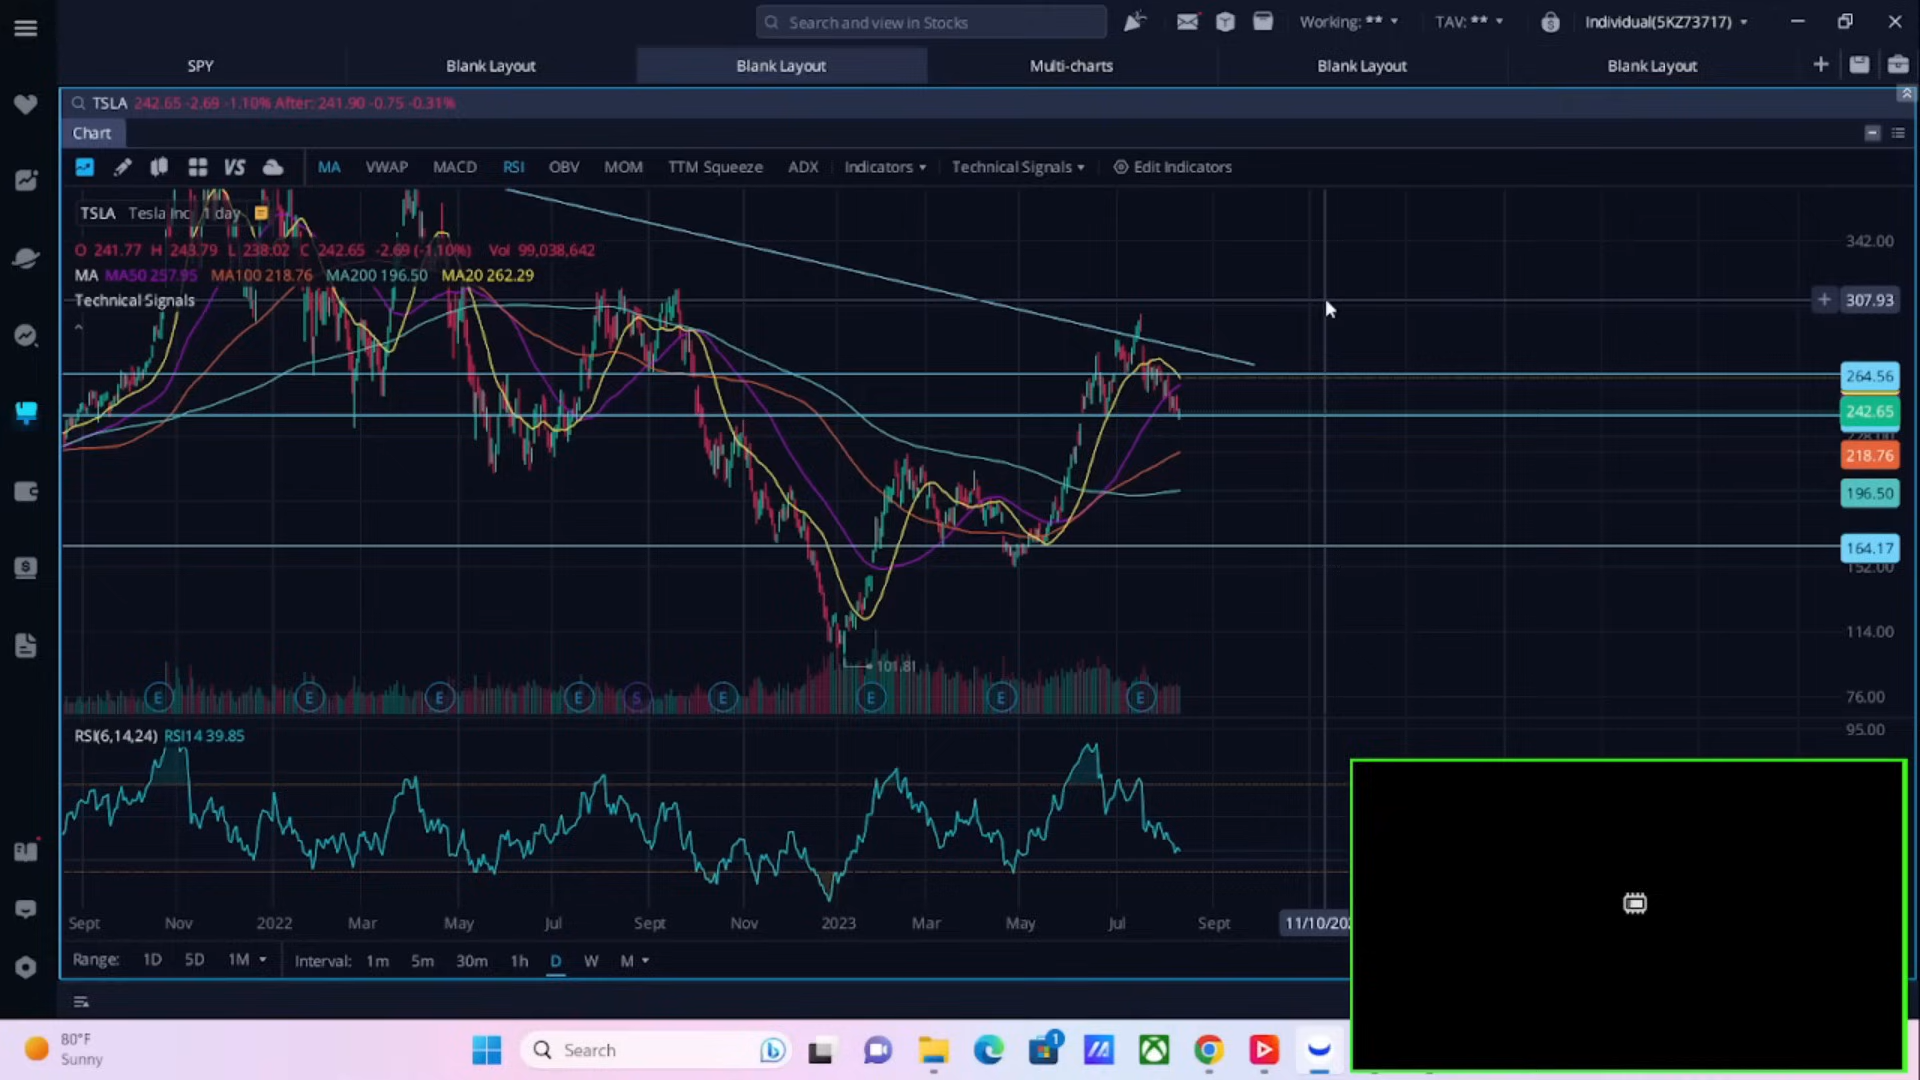 Search and view in Stocks
Working: ** TAV: ** Individual(5KZ73717)
SPY Blank Layout Blank Layout Multi-charts Blank Layout Blank Layout
TSLA 242.65 -2.69 -1.10% After: 241.90 -0.75 -0.31%
Chart
VS MA VWAP MACD RSI OBV MOM TTM Squeeze ADX Indicators Technical Signals Edit Indicators
TSLA Tesla Inc 1 day
342.00
O 241.77 H 243.79 L 238.02 C 242.65 -2.69 (-1.10%) Vol 99,038,642
MA MA50 257.95 MA100 218.76 MA200 196.50 MA20 262.29
Technical Signals
307.93
264.56
242.65
228.00
218.76
196.50
164.17
152.00
114.00
101.81
E E E E S E E E E
76.00
95.00
RSI(6,14,24) RSI14 39.85
Sept Nov 2022 Mar May Jul Sept Nov 2023 Mar May Jul Sept
Range: 1D 5D 1M Interval: 1m 5m 30m 1h D W M
80°F
Sunny
Search
1